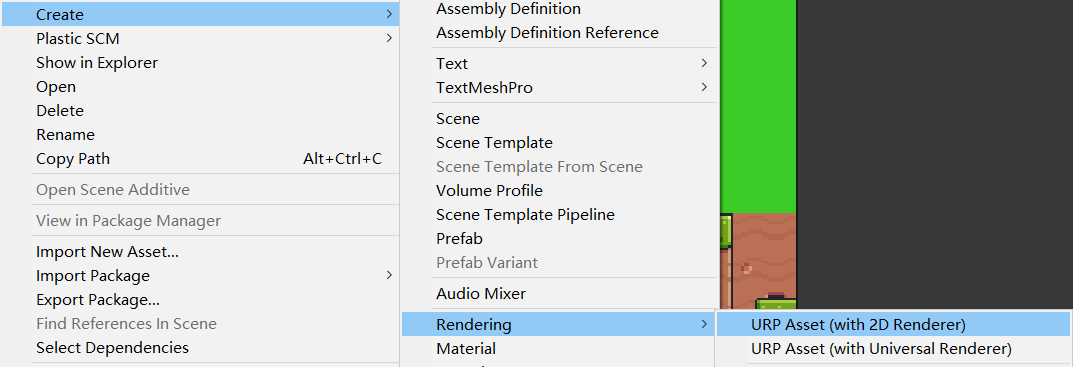 Create
Plastic SCM
Show in Explorer
Open
Delete
Rename
Copy Path Alt+Ctrl+C
Open Scene Additive
View in Package Manager
Import New Asset...
Import Package
Export Package...
Find References In Scene
Select Dependencies
Assembly Definition
Assembly Definition Reference
Text
TextMeshPro
Scene
Scene Template
Scene Template From Scene
Volume Profile
Scene Template Pipeline
Prefab
Prefab Variant
Audio Mixer
Rendering
Material
URP Asset (with 2D Renderer)
URP Asset (with Universal Renderer)